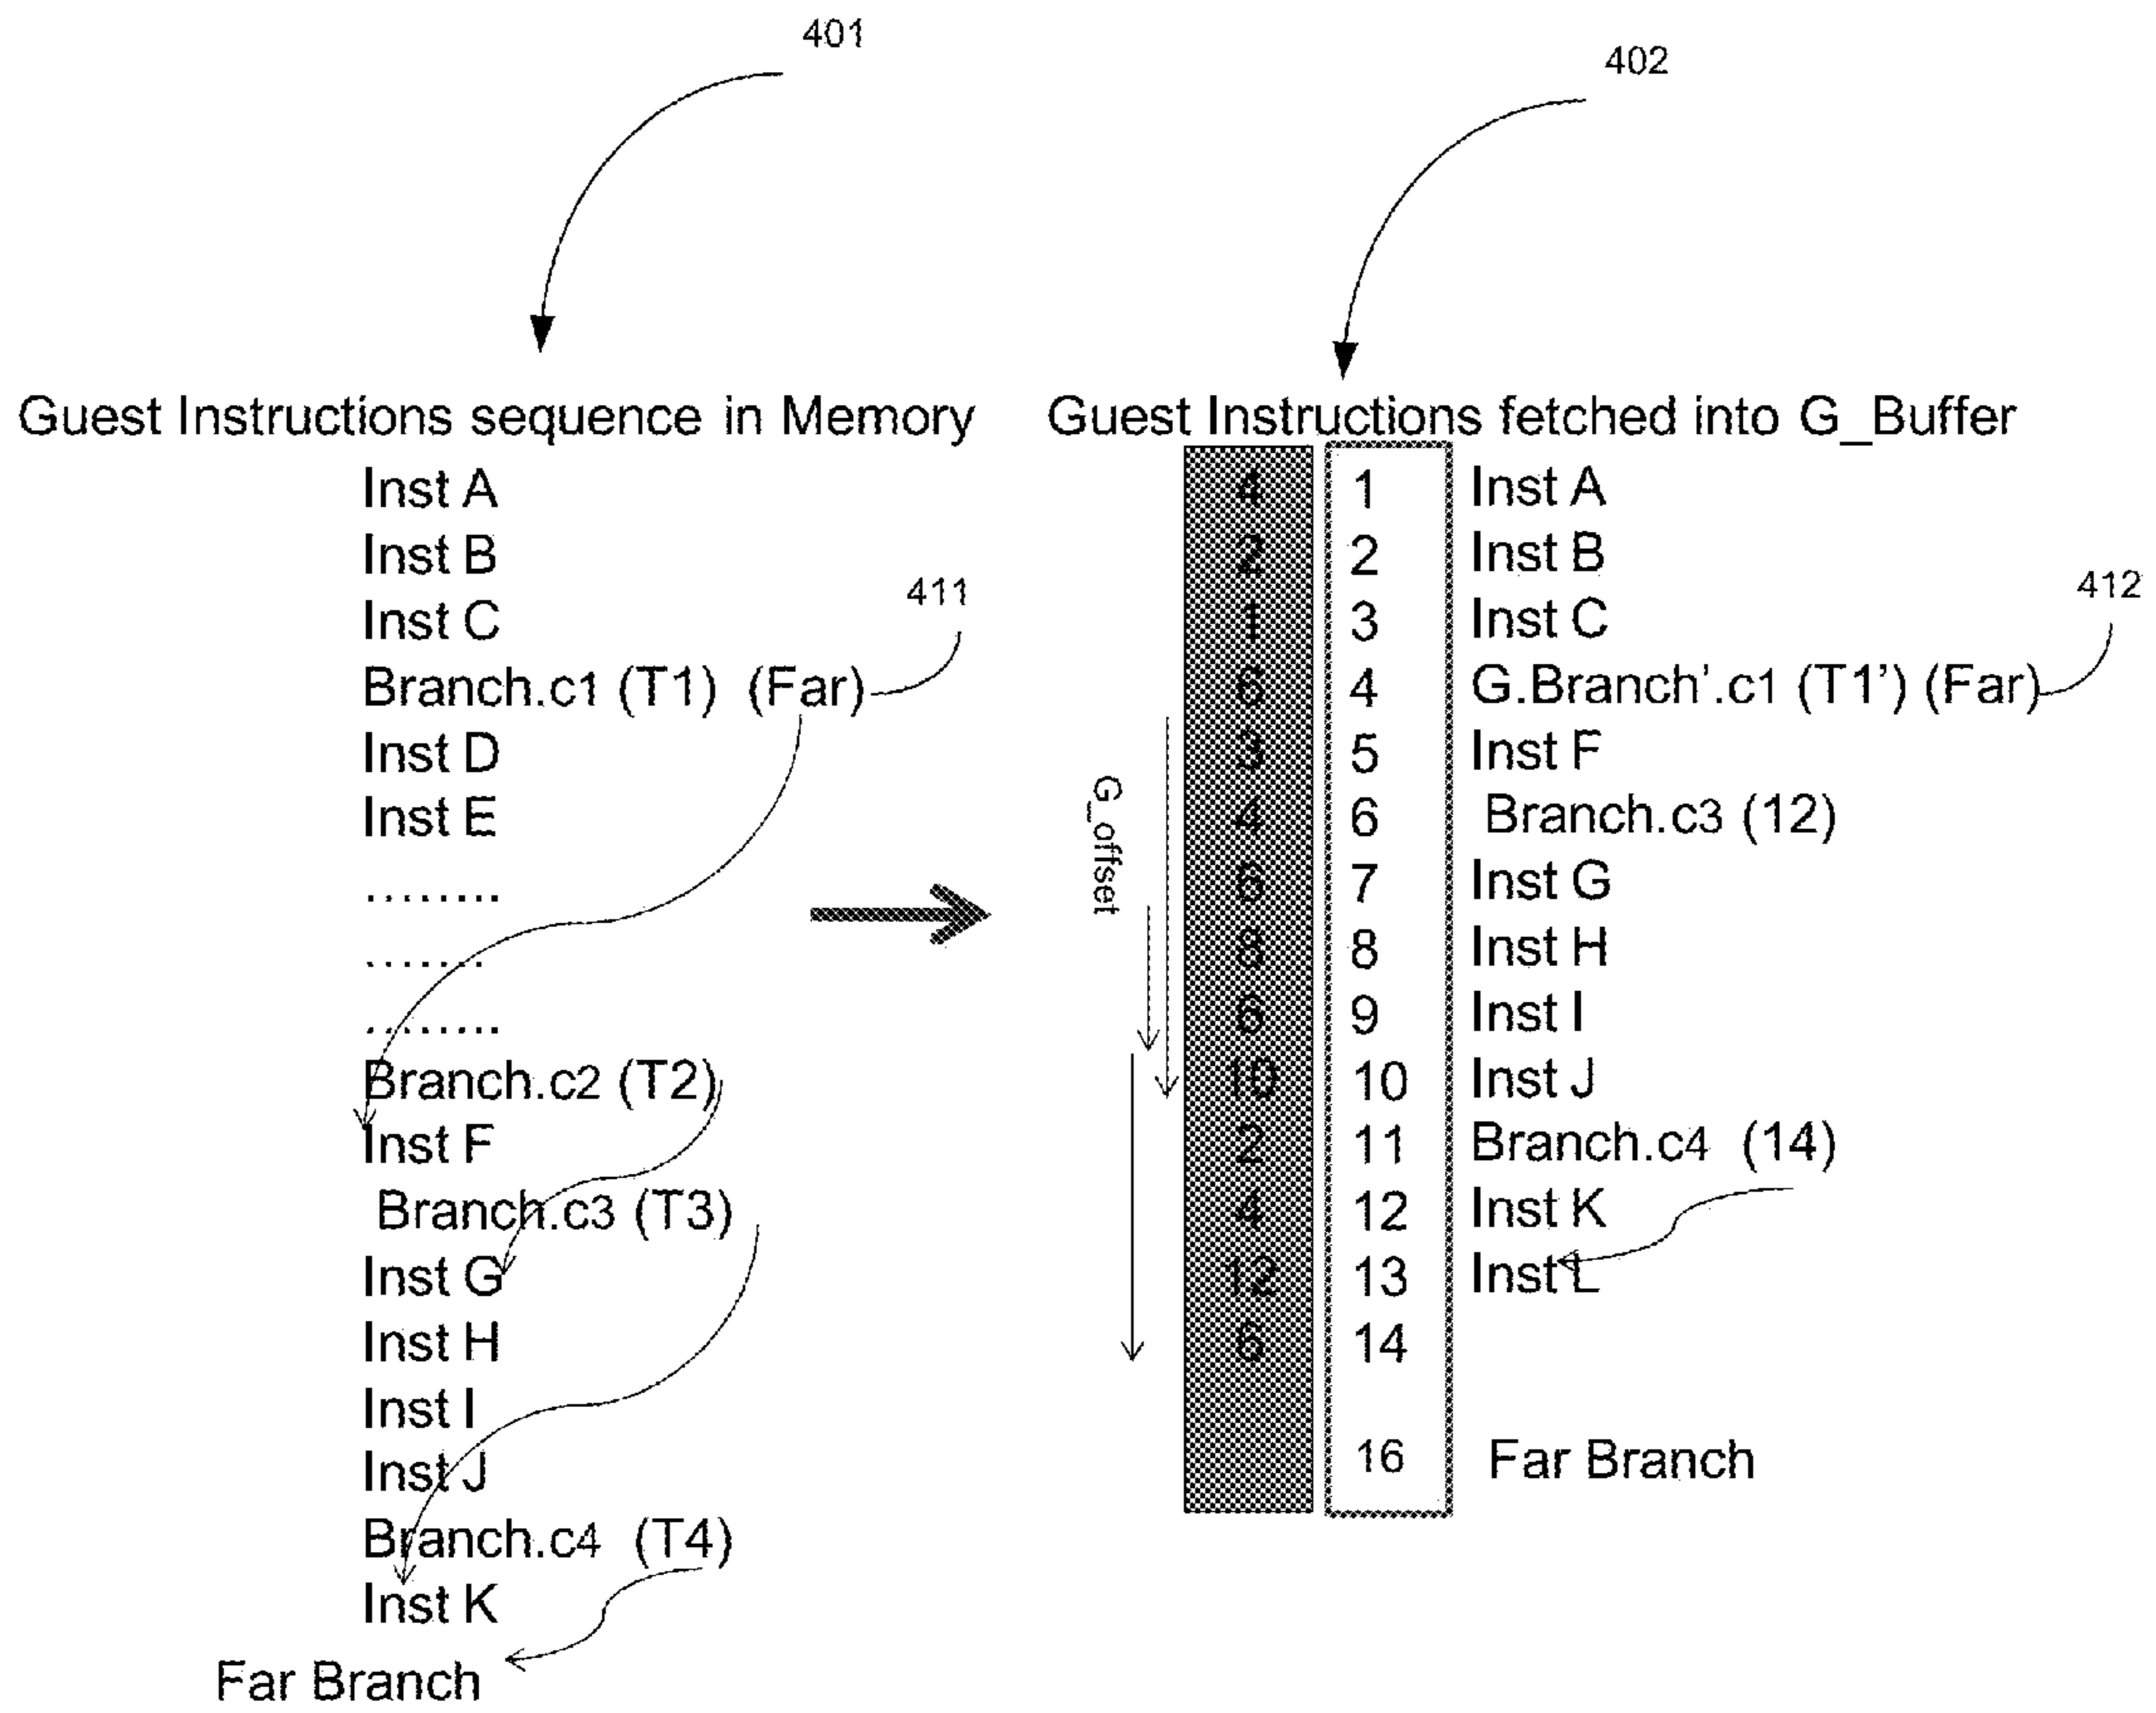 401
402
Guest Instructions sequence in Memory
Inst A
Inst B
Inst C
411
Branch.c1 (T1) (Far)
Inst D
Inst E
........
.......
........
Branch.c2 (T2)
Inst F
Branch.c3 (T3)
Inst G
Inst H
Inst I
Inst J
Branch.c4 (T4)
Inst K
Far Branch
Guest Instructions fetched into G_Buffer
4 1 Inst A
2 2 Inst B
1 3 Inst C
412
4 G.Branch’.c1 (T1’) (Far)
3 5 Inst F
4 6 Branch.c3 (12)
G_offset
7 Inst G
8 Inst H
9 Inst I
10 10 Inst J
2 11 Branch.c4 (14)
4 12 Inst K
12 13 Inst L
6 14
16 Far Branch